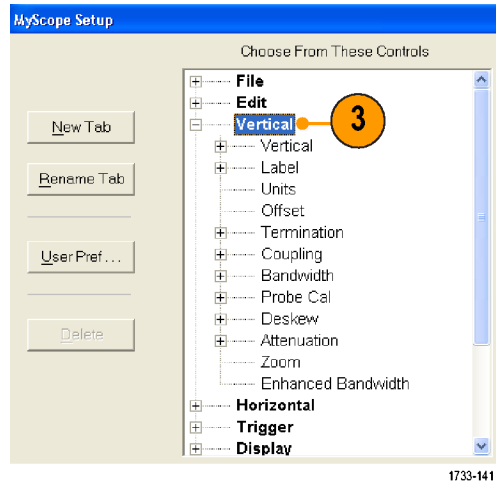 MyScope Setup
Choose From These Controls
File
Edit
Vertical
3
Vertical
Label
Units
Offset
Termination
Coupling
Bandwidth
Probe Cal
Deskew
Attenuation
Zoom
Enhanced Bandwidth
Horizontal
Trigger
Display
New Tab
Rename Tab
User Pref...
Delete
1733-141